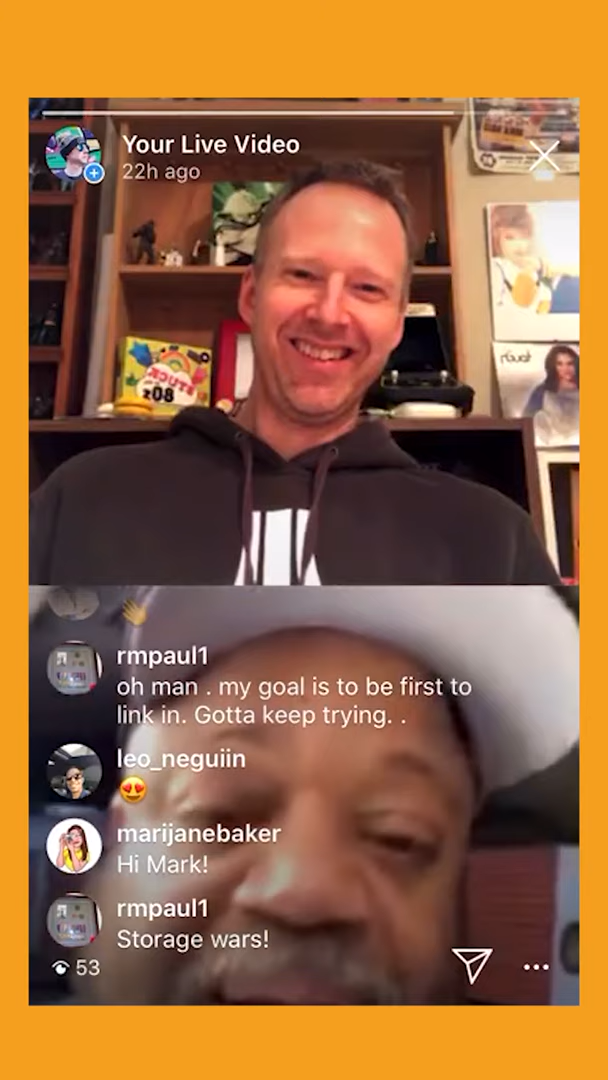 Your Live Video
22h ago
rmpaul1
oh man . my goal is to be first to
link in. Gotta keep trying. .
leo_neguiin
😍
marijanebaker
Hi Mark!
rmpaul1
Storage wars!
53